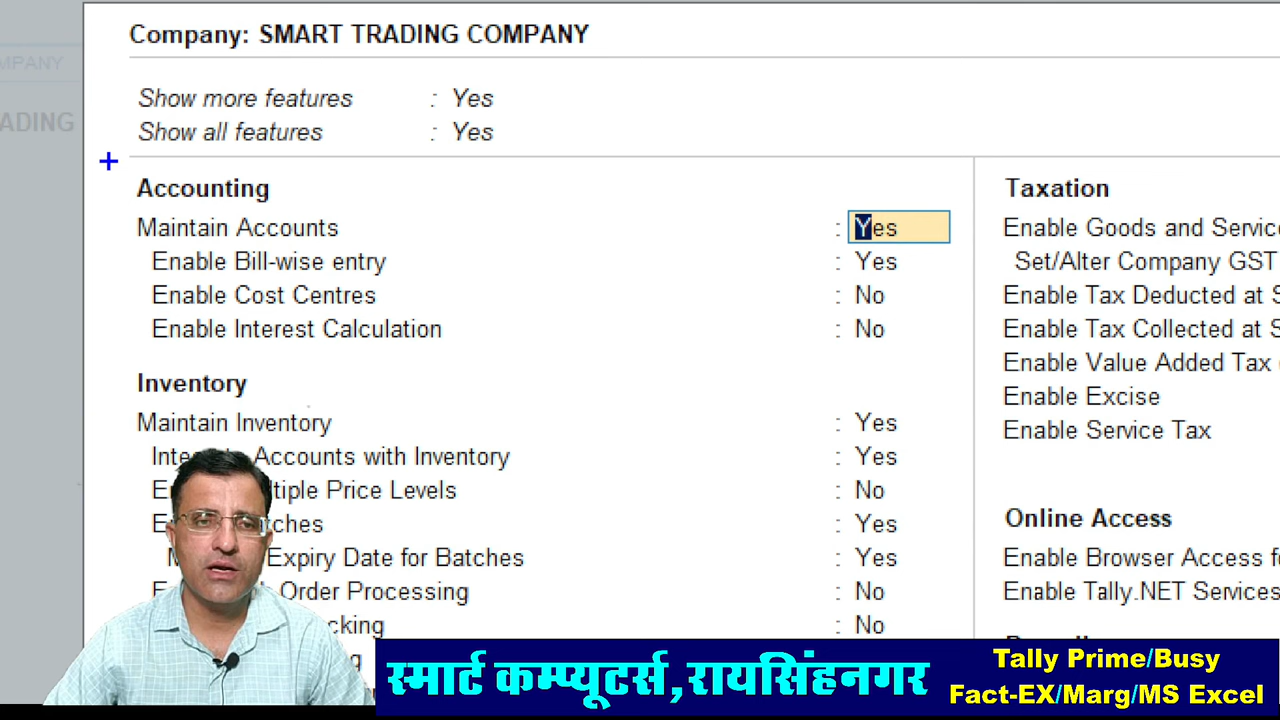 MPANY
ADING
Company: SMART TRADING COMPANY
Show more features : Yes
Show all features : Yes
Accounting
Maintain Accounts : Yes
Enable Bill-wise entry : Yes
Enable Cost Centres : No
Enable Interest Calculation : No
Inventory
Maintain Inventory : Yes
Accounts with Inventory : Yes
tiple Price Levels : No
tches : Yes
Expiry Date for Batches : Yes
Order Processing : No
cking : No
g
Taxation
Enable Goods and Service
Set/Alter Company GST
Enable Tax Deducted at S
Enable Tax Collected at S
Enable Value Added Tax
Enable Excise
Enable Service Tax
Online Access
Enable Browser Access fo
Enable Tally.NET Services
स्मार्ट कम्प्यूटर्स,रायसिंहनगर
Tally Prime/Busy
Fact-EX/Marg/MS Excel